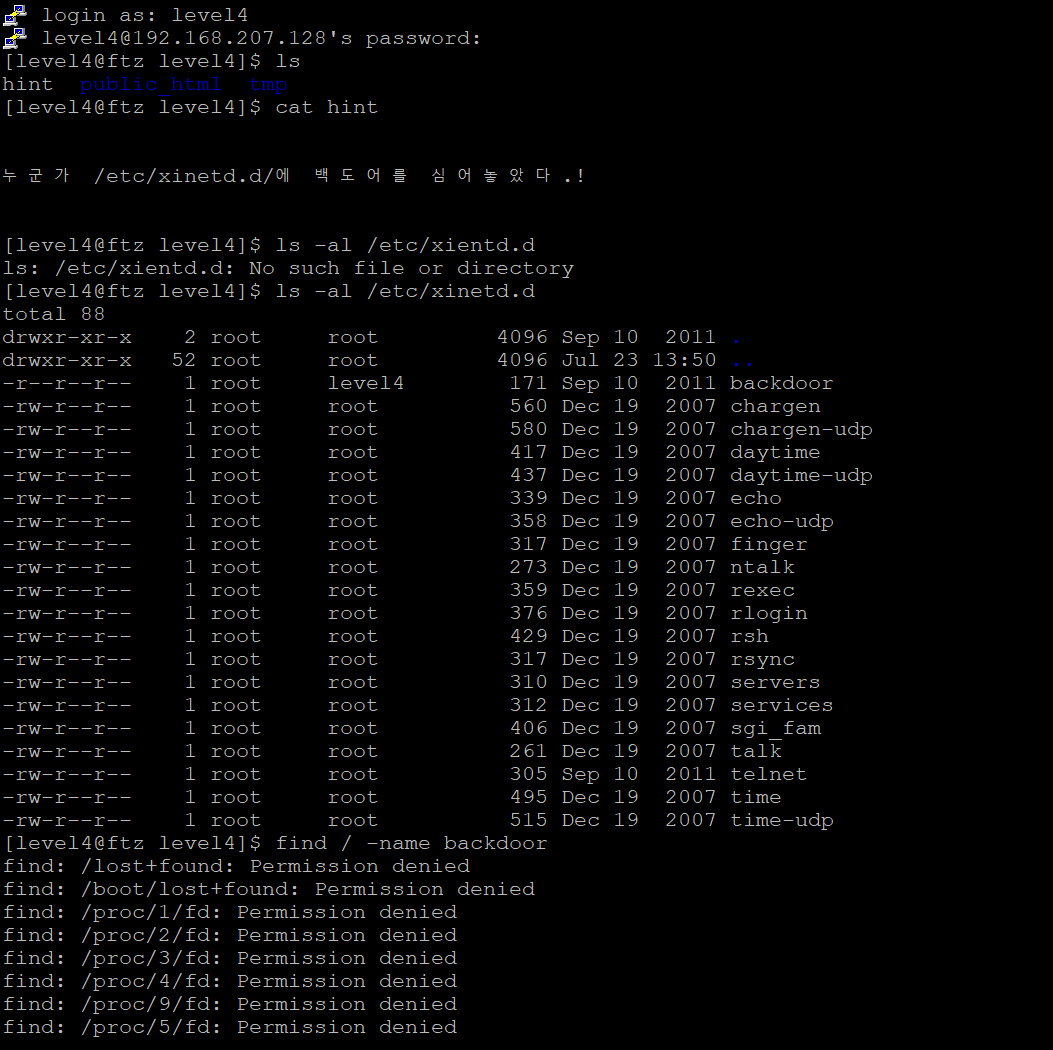 login as: level4
level4@192.168.207.128's password:
[level4@ftz level4]$ ls
hint  public_html  tmp
[level4@ftz level4]$ cat hint
누군가 /etc/xinetd.d/에 백도어를 심어놓았다.!
[level4@ftz level4]$ ls -al /etc/xientd.d
ls: /etc/xientd.d: No such file or directory
[level4@ftz level4]$ ls -al /etc/xinetd.d
total 88
drwxr-xr-x    2 root     root         4096 Sep 10  2011 .
drwxr-xr-x   52 root     root         4096 Jul 23 13:50 ..
-r--r--r--    1 root     level4        171 Sep 10  2011 backdoor
-rw-r--r--    1 root     root          560 Dec 19  2007 chargen
-rw-r--r--    1 root     root          580 Dec 19  2007 chargen-udp
-rw-r--r--    1 root     root          417 Dec 19  2007 daytime
-rw-r--r--    1 root     root          437 Dec 19  2007 daytime-udp
-rw-r--r--    1 root     root          339 Dec 19  2007 echo
-rw-r--r--    1 root     root          358 Dec 19  2007 echo-udp
-rw-r--r--    1 root     root          317 Dec 19  2007 finger
-rw-r--r--    1 root     root          273 Dec 19  2007 ntalk
-rw-r--r--    1 root     root          359 Dec 19  2007 rexec
-rw-r--r--    1 root     root          376 Dec 19  2007 rlogin
-rw-r--r--    1 root     root          429 Dec 19  2007 rsh
-rw-r--r--    1 root     root          317 Dec 19  2007 rsync
-rw-r--r--    1 root     root          310 Dec 19  2007 servers
-rw-r--r--    1 root     root          312 Dec 19  2007 services
-rw-r--r--    1 root     root          406 Dec 19  2007 sgi_fam
-rw-r--r--    1 root     root          261 Dec 19  2007 talk
-rw-r--r--    1 root     root          305 Sep 10  2011 telnet
-rw-r--r--    1 root     root          495 Dec 19  2007 time
-rw-r--r--    1 root     root          515 Dec 19  2007 time-udp
[level4@ftz level4]$ find / -name backdoor
find: /lost+found: Permission denied
find: /boot/lost+found: Permission denied
find: /proc/1/fd: Permission denied
find: /proc/2/fd: Permission denied
find: /proc/3/fd: Permission denied
find: /proc/4/fd: Permission denied
find: /proc/9/fd: Permission denied
find: /proc/5/fd: Permission denied